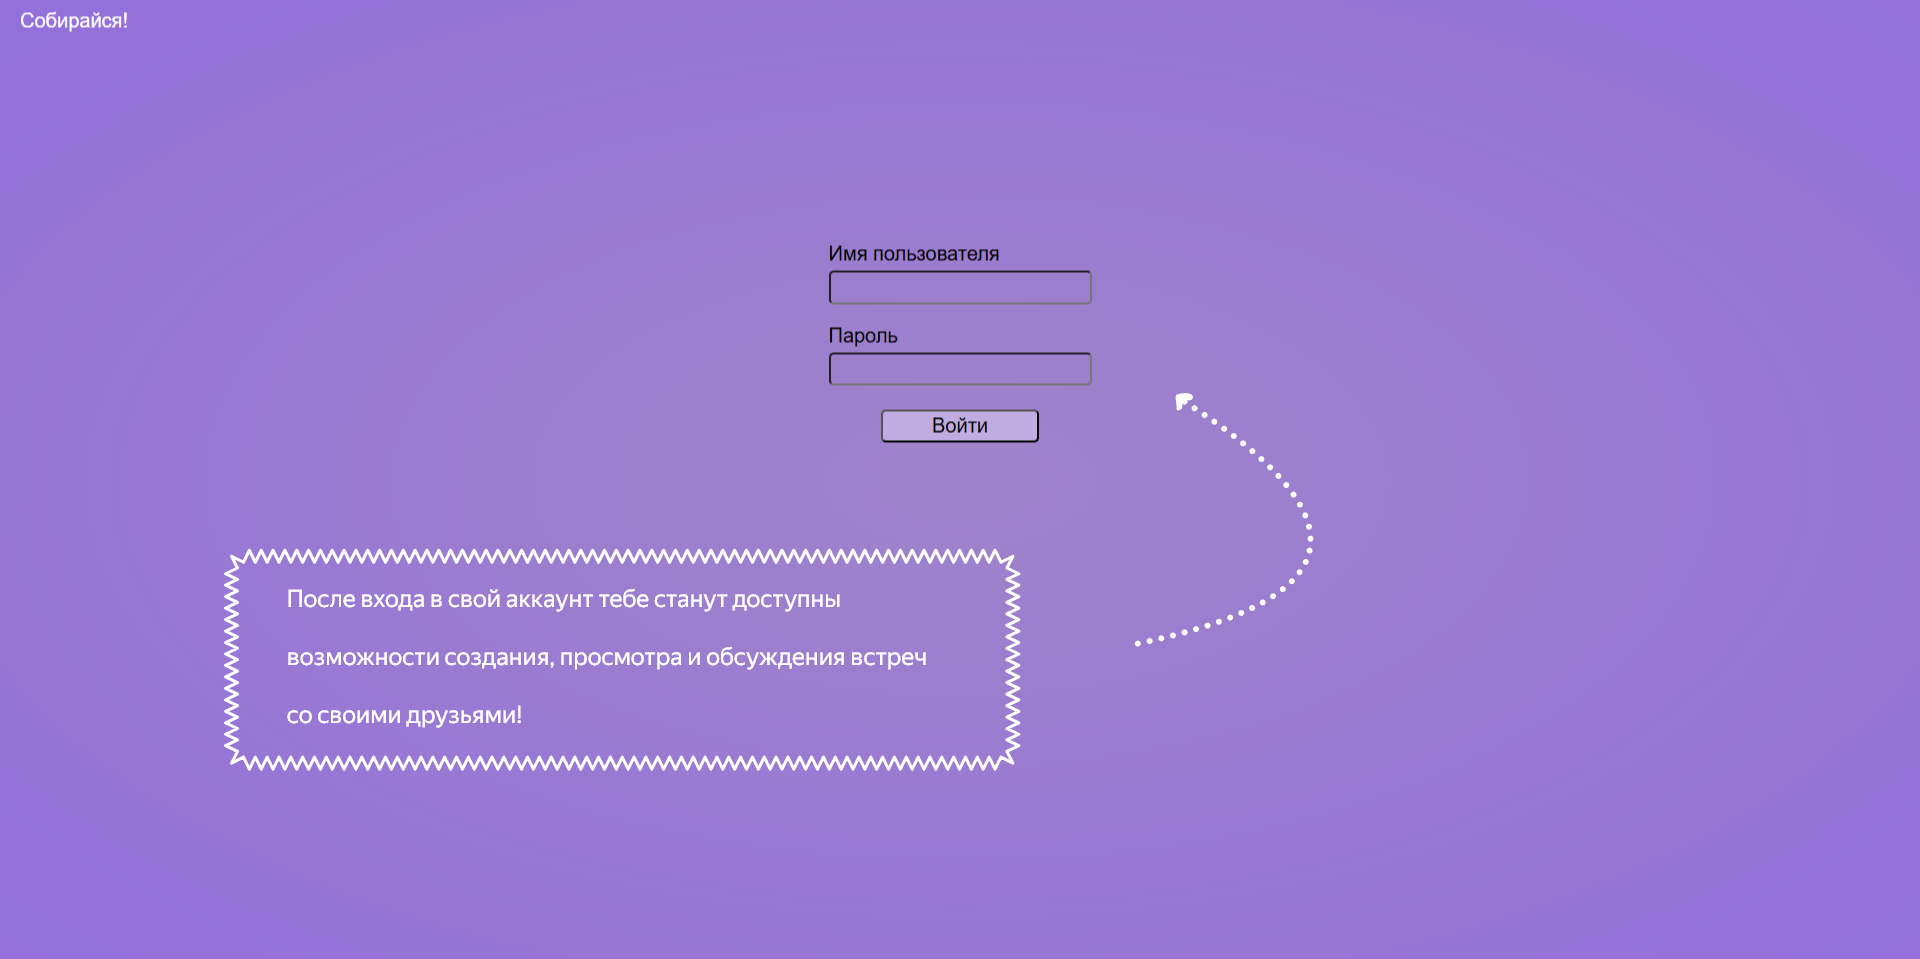 Собирайся!
Имя пользователя
Пароль
Войти
После входа в свой аккаунт тебе станут доступны
возможности создания, просмотра и обсуждения встреч
со своими друзьями!